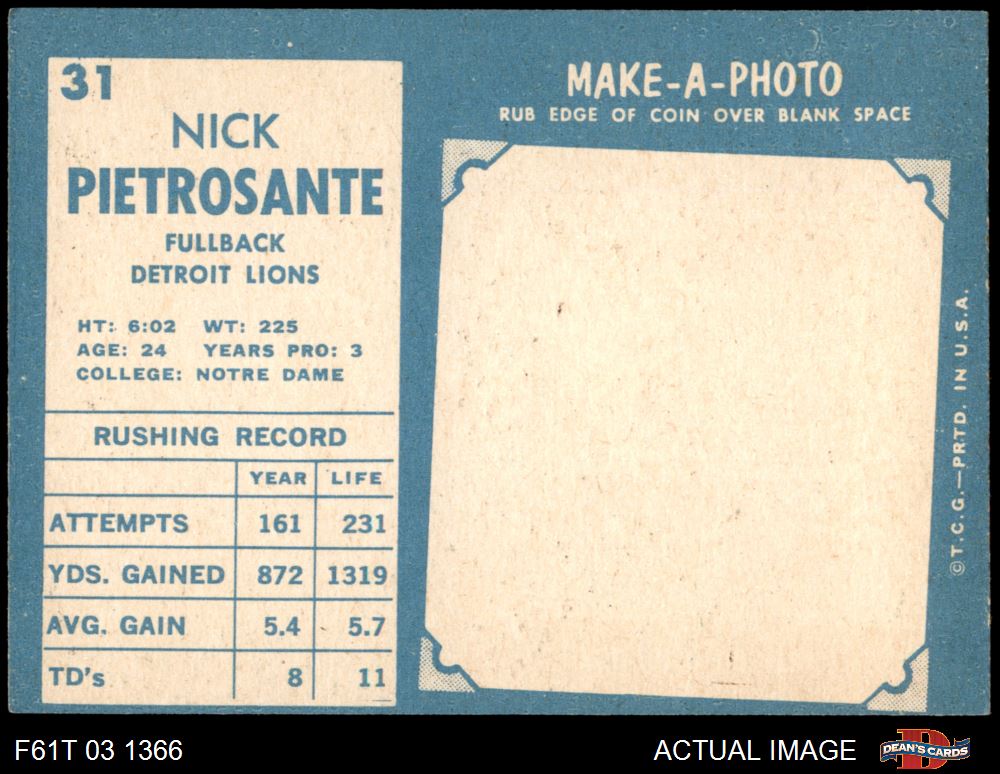 31
NICK
PIETROSANTE
FULLBACK
DETROIT LIONS
HT: 6:02 WT: 225
AGE: 24 YEARS PRO: 3
COLLEGE: NOTRE DAME
RUSHING RECORD
YEAR LIFE
ATTEMPTS 161 231
YDS. GAINED 872 1319
AVG. GAIN 5.4 5.7
TD's 8 11
MAKE-A-PHOTO
RUB EDGE OF COIN OVER BLANK SPACE
©T.C.G.—PRTD. IN U.S.A.
F61T 03 1366
ACTUAL IMAGE
DEAN'S CARDS